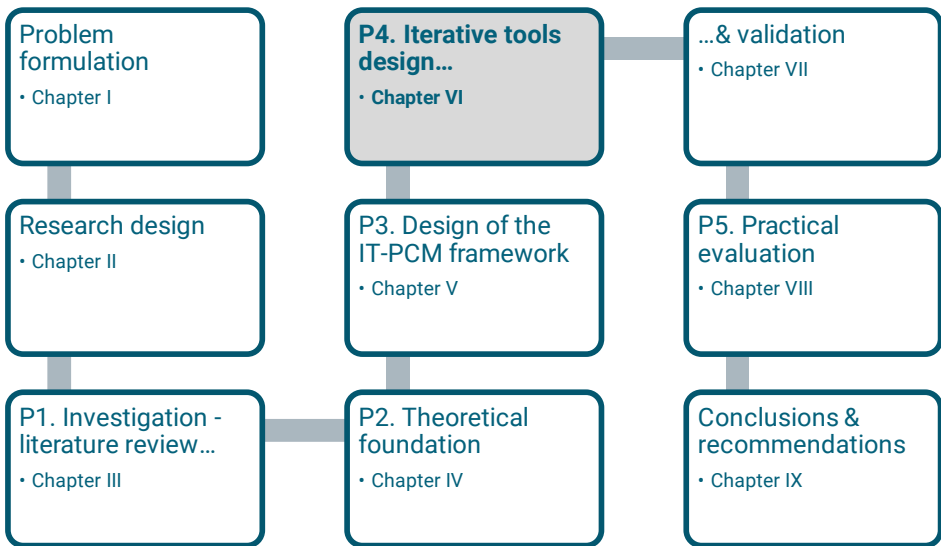 Problem
formulation
• Chapter I
Research design
• Chapter II
P1. Investigation -
literature review...
• Chapter III
P2. Theoretical
foundation
• Chapter IV
P3. Design of the
IT-PCM framework
• Chapter V
P4. Iterative tools
design...
• Chapter VI
...& validation
• Chapter VII
P5. Practical
evaluation
• Chapter VIII
Conclusions &
recommendations
• Chapter IX